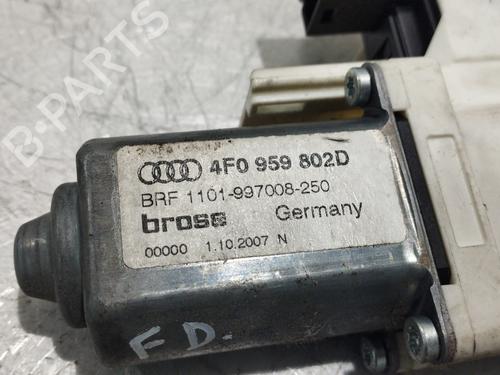 4F0 959 802D
BRF 1101-997008-250
brose Germany
00000 1.10.2007 N
F D.
B-PARTS